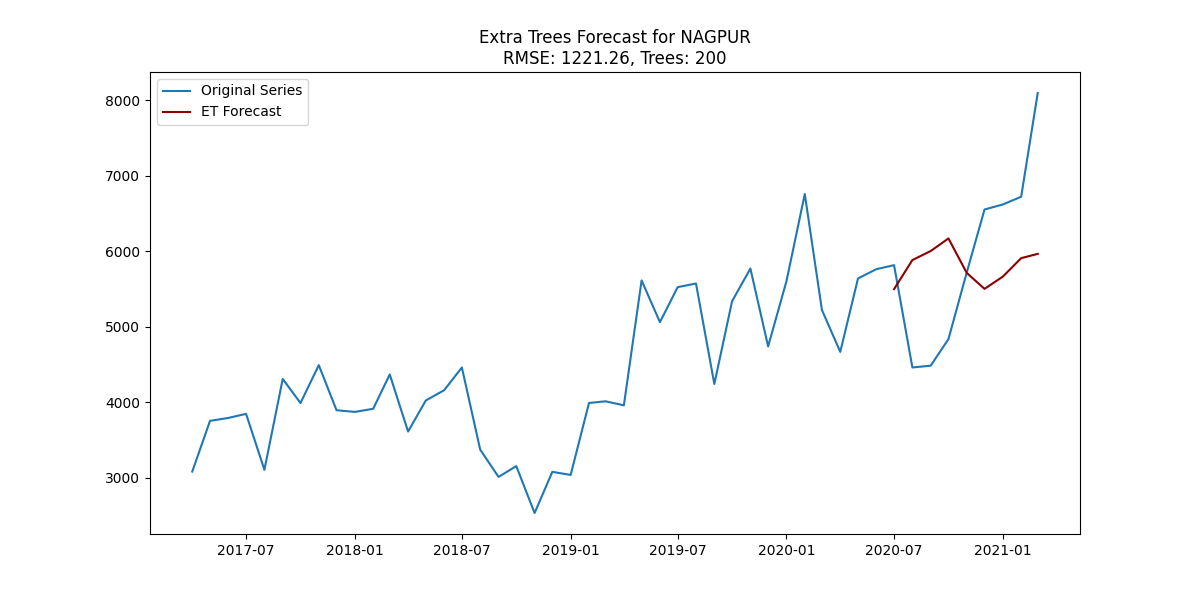 Extra Trees Forecast for NAGPUR
RMSE: 1221.26, Trees: 200
Original Series
ET Forecast
8000
7000
6000
5000
4000
3000
2017-07 2018-01 2018-07 2019-01 2019-07 2020-01 2020-07 2021-01